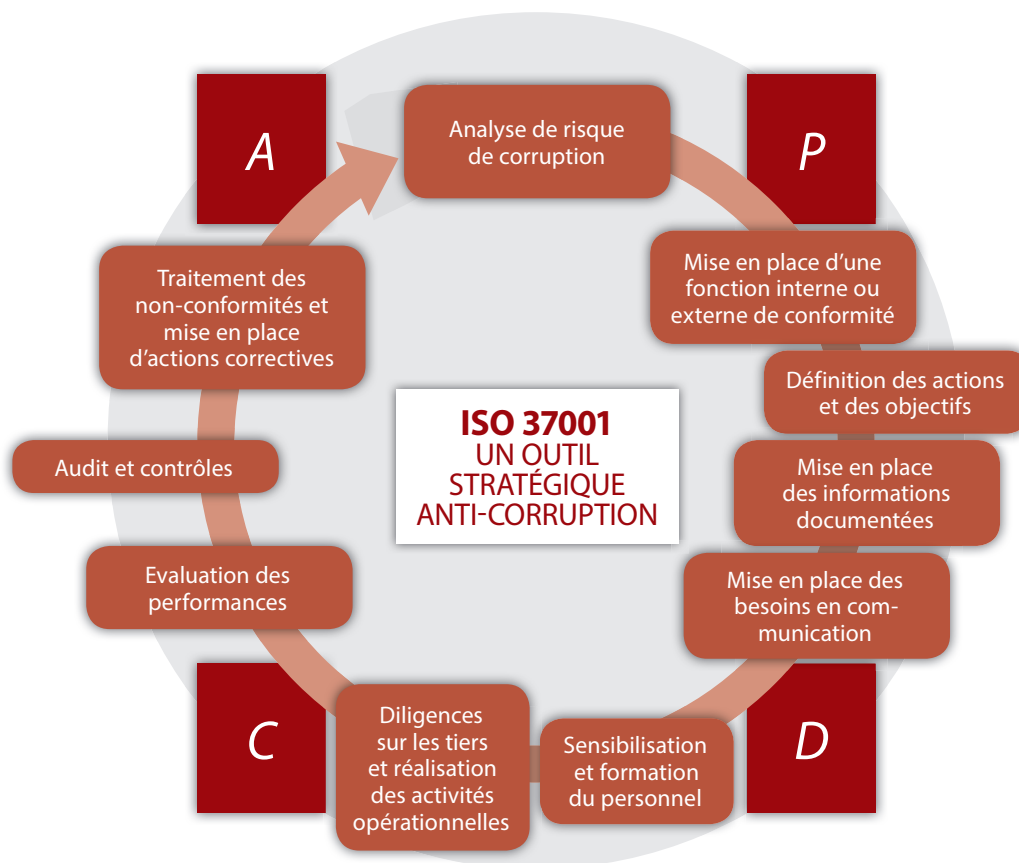 A
P
Analyse de risque
de corruption
Mise en place d’une
fonction interne ou
externe de conformité
Définition des actions
et des objectifs
Mise en place
des informations
documentées
Mise en place des
besoins en com-
munication
D
Sensibilisation
et formation
du personnel
Diligences
sur les tiers
et réalisation
des activités
opérationnelles
C
Evaluation des
performances
Audit et contrôles
Traitement des
non-conformités et
mise en place
d’actions correctives
ISO 37001
UN OUTIL
STRATÉGIQUE
ANTI-CORRUPTION